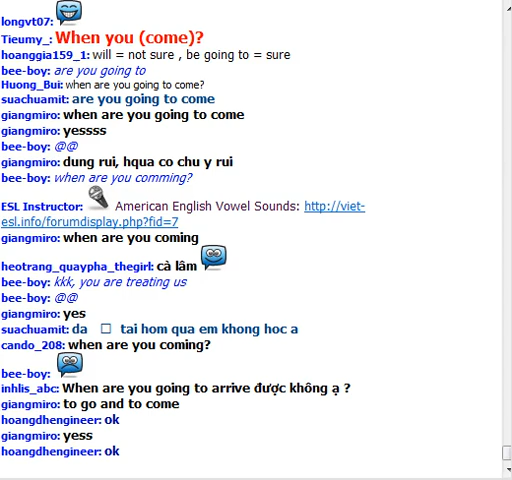 longvt07:
Tieumy_: When you (come)?
hoanggia159_1: will = not sure , be going to = sure
bee-boy: are you going to
Huong_Bui: when are you going to come?
suachuamit: are you going to come
giangmiro: when are you going to come
giangmiro: yessss
bee-boy: @@
giangmiro: dung rui, hqua co chu y rui
bee-boy: when are you comming?
ESL Instructor: American English Vowel Sounds: http://viet-
esl.info/forumdisplay.php?fid=7
giangmiro: when are you coming
heotrang_quaypha_thegirl: cả lâm
bee-boy: kkk, you are treating us
bee-boy: @@
giangmiro: yes
suachuamit: da □ tai hom qua em khong hoc a
cando_208: when are you coming?
bee-boy:
inhlis_abc: When are you going to arrive được không ạ ?
giangmiro: to go and to come
hoangdhengineer: ok
giangmiro: yess
hoangdhengineer: ok